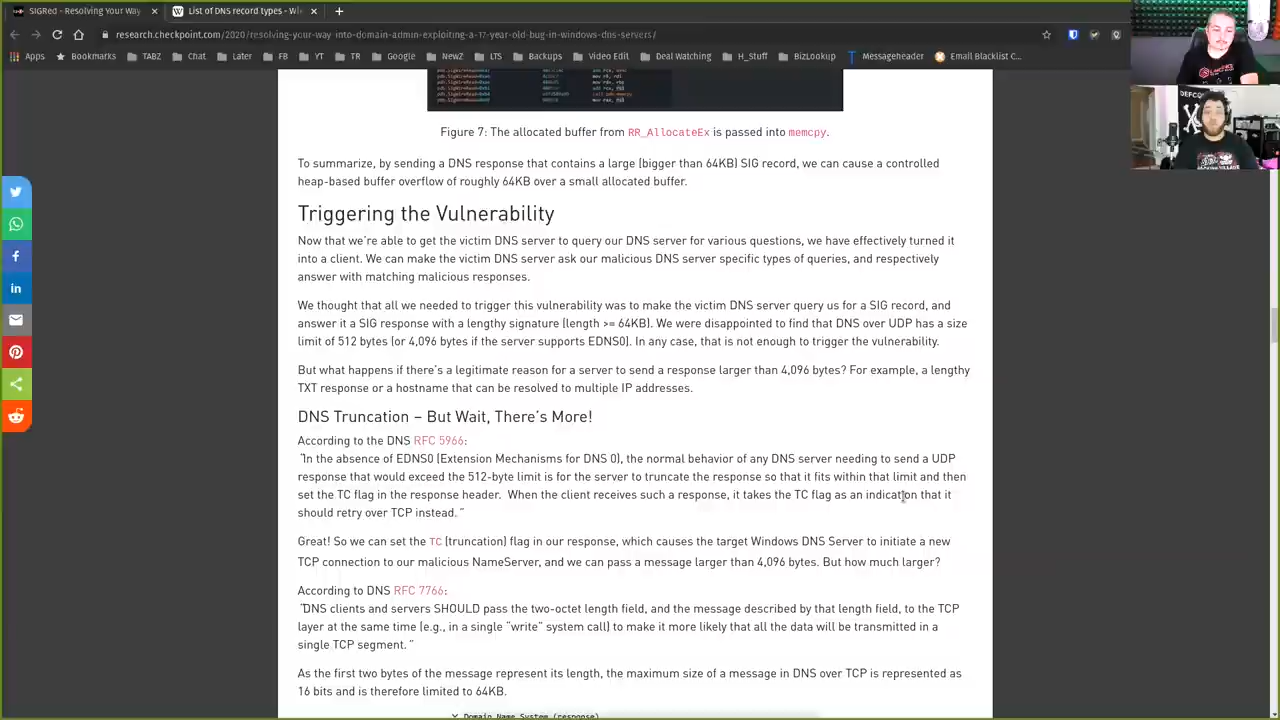 SIGRed - Resolving Your Way
List of DNS record types - Wi
research.checkpoint.com/2020/resolving-your-way-into-domain-admin-exploiting-a-17-year-old-bug-in-windows-dns-servers/
Apps Bookmarks TABZ Chat Later FB YT TR Google NewZ LTS Backups Video Edit Deal Watching H_Stuff BizLookup Messageheader Email Blacklist C...
Figure 7: The allocated buffer from RR_AllocateEx is passed into memcpy.
To summarize, by sending a DNS response that contains a large (bigger than 64KB) SIG record, we can cause a controlled
heap-based buffer overflow of roughly 64KB over a small allocated buffer.
Triggering the Vulnerability
Now that we're able to get the victim DNS server to query our DNS server for various questions, we have effectively turned it
into a client. We can make the victim DNS server ask our malicious DNS server specific types of queries, and respectively
answer with matching malicious responses.
We thought that all we needed to trigger this vulnerability was to make the victim DNS server query us for a SIG record, and
answer it a SIG response with a lengthy signature (length >= 64KB). We were disappointed to find that DNS over UDP has a size
limit of 512 bytes (or 4,096 bytes if the server supports EDNS0). In any case, that is not enough to trigger the vulnerability.
But what happens if there's a legitimate reason for a server to send a response larger than 4,096 bytes? For example, a lengthy
TXT response or a hostname that can be resolved to multiple IP addresses.
DNS Truncation – But Wait, There's More!
According to the DNS RFC 5966:
"In the absence of EDNS0 (Extension Mechanisms for DNS 0), the normal behavior of any DNS server needing to send a UDP
response that would exceed the 512-byte limit is for the server to truncate the response so that it fits within that limit and then
set the TC flag in the response header. When the client receives such a response, it takes the TC flag as an indication that it
should retry over TCP instead. "
Great! So we can set the TC (truncation) flag in our response, which causes the target Windows DNS Server to initiate a new
TCP connection to our malicious NameServer, and we can pass a message larger than 4,096 bytes. But how much larger?
According to DNS RFC 7766:
"DNS clients and servers SHOULD pass the two-octet length field, and the message described by that length field, to the TCP
layer at the same time (e.g., in a single "write" system call) to make it more likely that all the data will be transmitted in a
single TCP segment. "
As the first two bytes of the message represent its length, the maximum size of a message in DNS over TCP is represented as
16 bits and is therefore limited to 64KB.
Domain Name System (response)